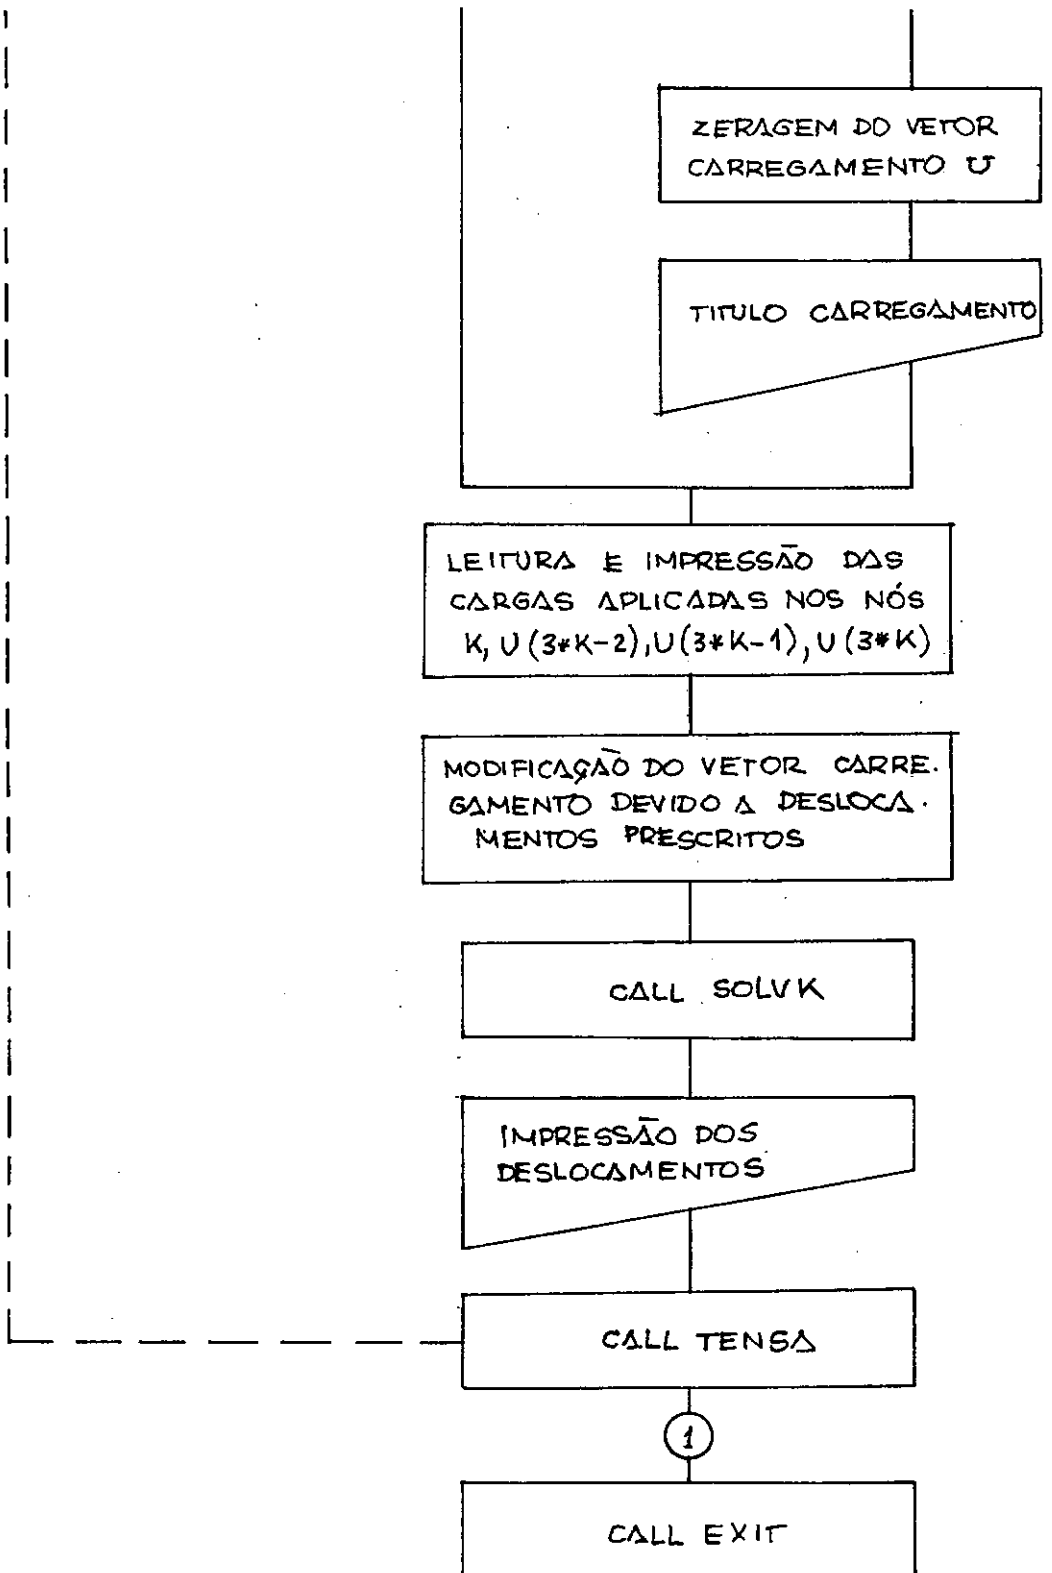 ZERAGEM DO VETOR
CARREGAMENTO U
TITULO CARREGAMENTO
LEITURA E IMPRESSÃO DAS
CARGAS APLICADAS NOS NÓS
K, U(3*K-2), U(3*K-1), U(3*K)
MODIFICAÇÃO DO VETOR CARRE-
GAMENTO DEVIDO A DESLOCA-
MENTOS PRESCRITOS
CALL SOLVK
IMPRESSÃO DOS
DESLOCAMENTOS
CALL TENSA
1
CALL EXIT